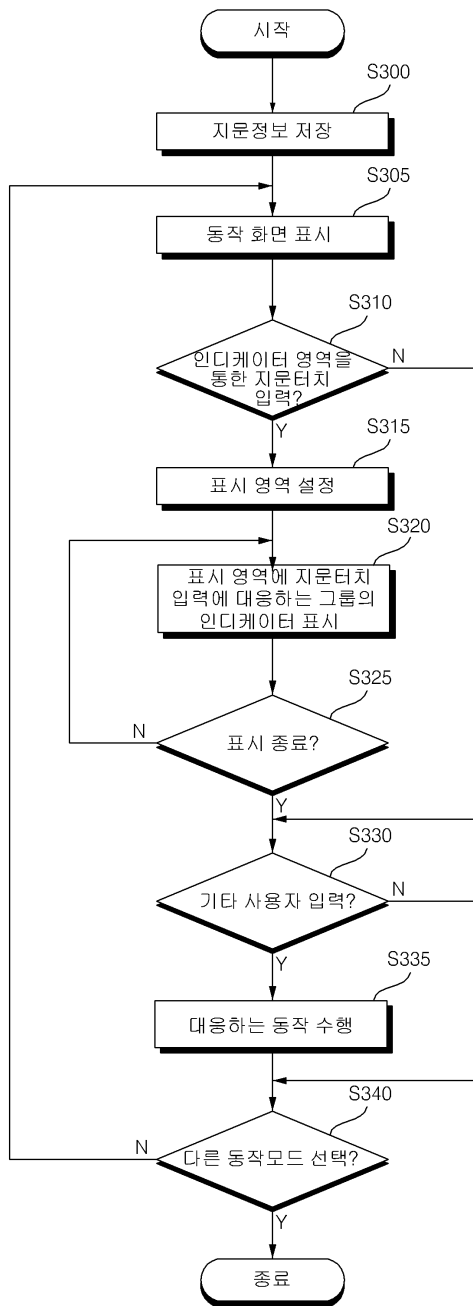 시작
S300
지문정보 저장
S305
동작 화면 표시
S310
인디케이터 영역을
통한 지문터치
입력?
N
Y
S315
표시 영역 설정
S320
표시 영역에 지문터치
입력에 대응하는 그룹의
인디케이터 표시
S325
표시 종료?
N
Y
S330
기타 사용자 입력?
N
Y
S335
대응하는 동작 수행
S340
다른 동작모드 선택?
N
Y
종료